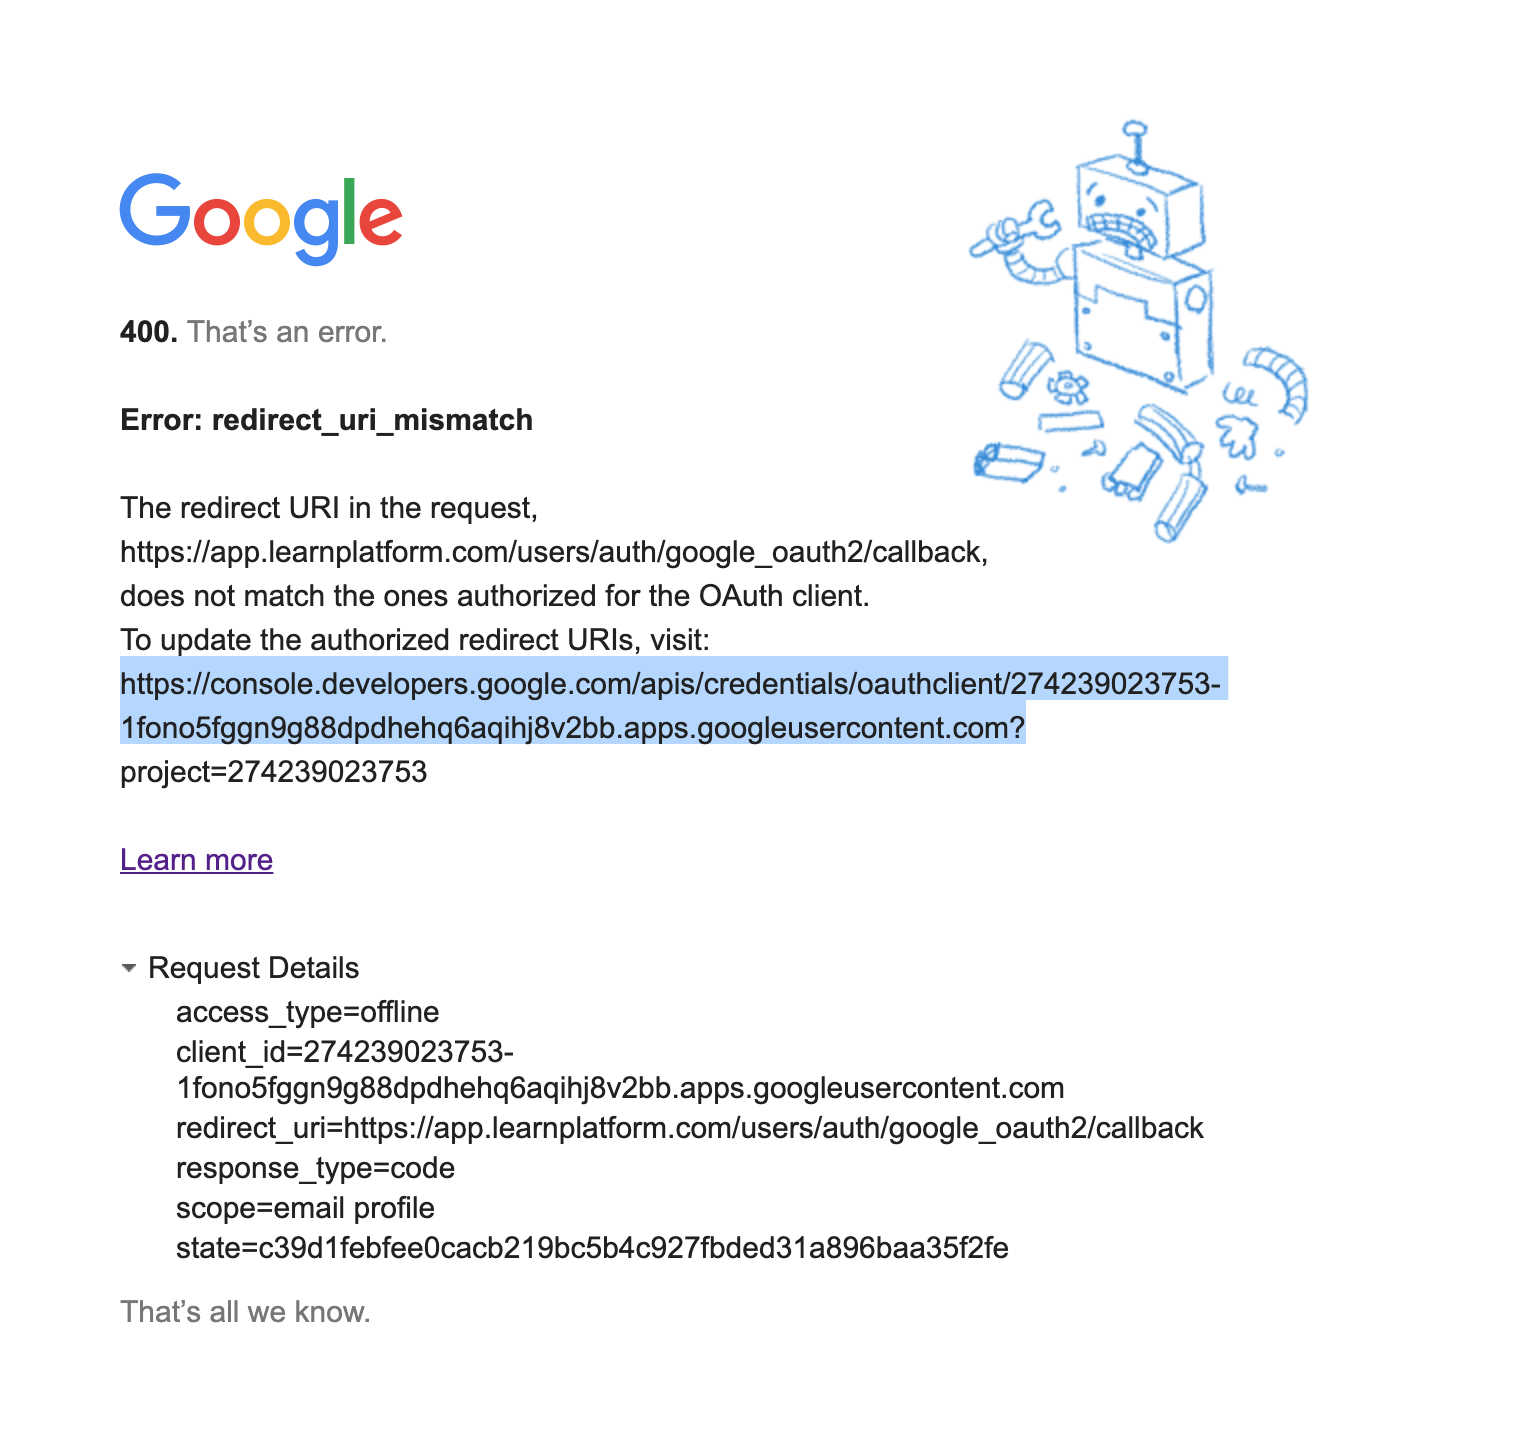 Google
400. That’s an error.
Error: redirect_uri_mismatch
The redirect URI in the request,
https://app.learnplatform.com/users/auth/google_oauth2/callback,
does not match the ones authorized for the OAuth client.
To update the authorized redirect URIs, visit:
https://console.developers.google.com/apis/credentials/oauthclient/274239023753-
1fono5fggn9g88dpdhehq6aqihj8v2bb.apps.googleusercontent.com?
project=274239023753
Learn more
Request Details
access_type=offline
client_id=274239023753-
1fono5fggn9g88dpdhehq6aqihj8v2bb.apps.googleusercontent.com
redirect_uri=https://app.learnplatform.com/users/auth/google_oauth2/callback
response_type=code
scope=email profile
state=c39d1febfee0cacb219bc5b4c927fbded31a896baa35f2fe
That’s all we know.